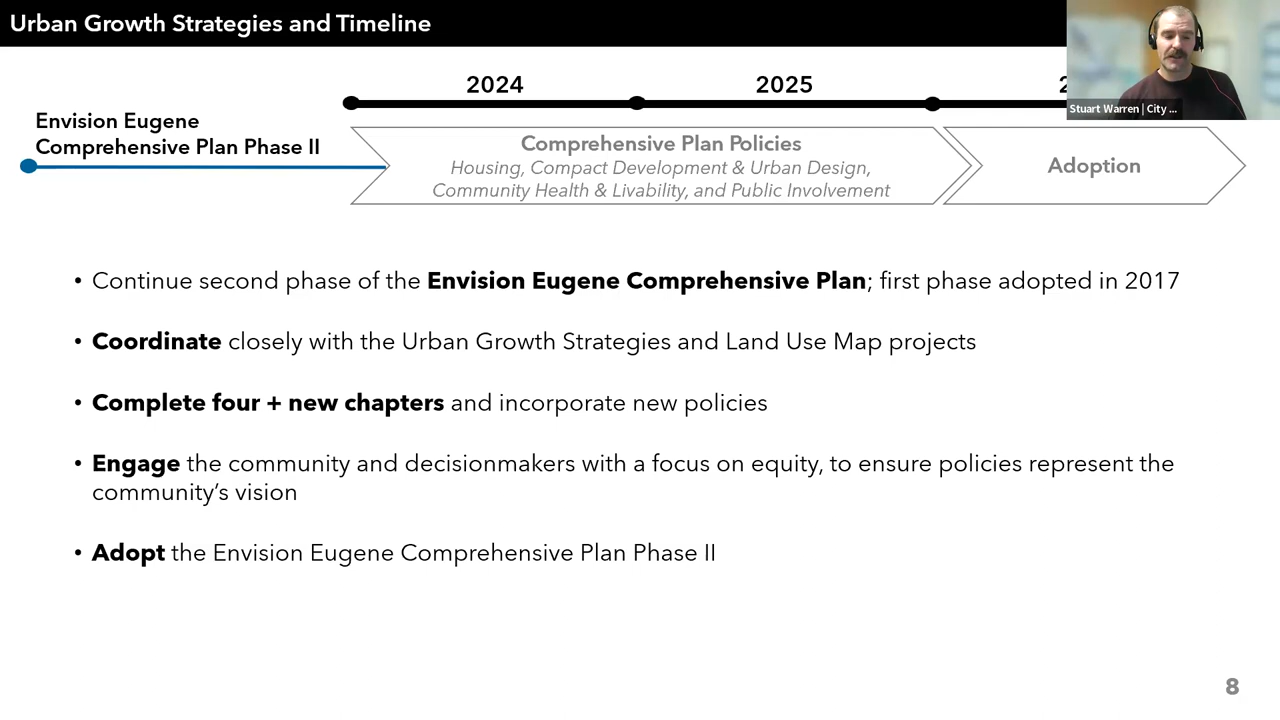 Urban Growth Strategies and Timeline
Stuart Warren | City ...
2024
2025
Envision Eugene
Comprehensive Plan Phase II
Comprehensive Plan Policies
Housing, Compact Development & Urban Design,
Community Health & Livability, and Public Involvement
Adoption
• Continue second phase of the Envision Eugene Comprehensive Plan; first phase adopted in 2017
• Coordinate closely with the Urban Growth Strategies and Land Use Map projects
• Complete four + new chapters and incorporate new policies
• Engage the community and decisionmakers with a focus on equity, to ensure policies represent the
community’s vision
• Adopt the Envision Eugene Comprehensive Plan Phase II
8